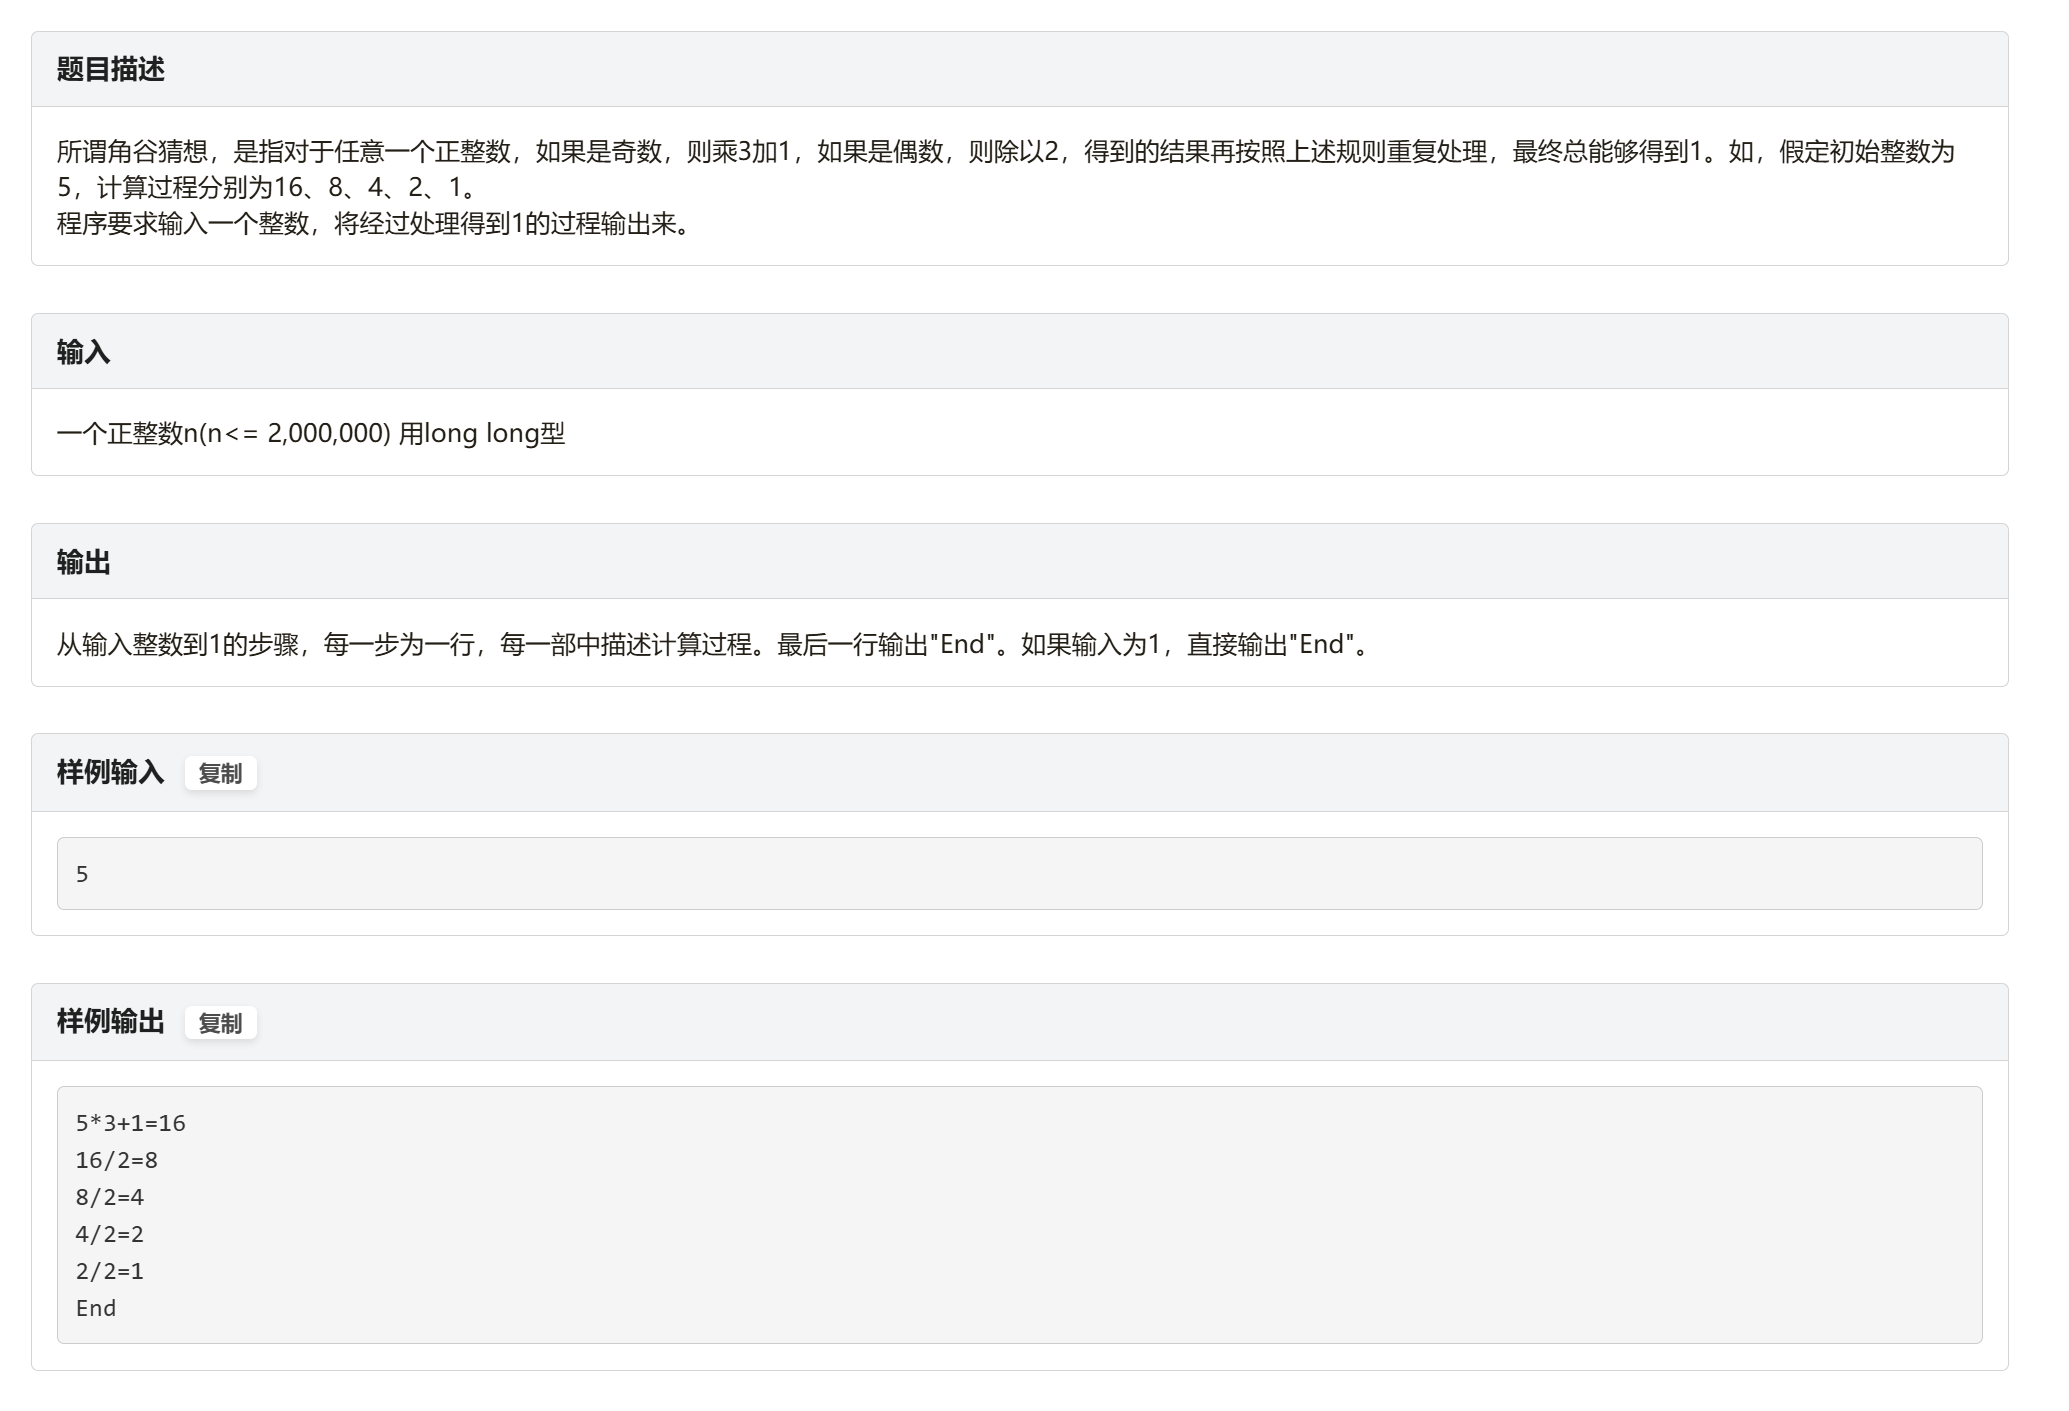 题目描述
所谓角谷猜想，是指对于任意一个正整数，如果是奇数，则乘3加1，如果是偶数，则除以2，得到的结果再按照上述规则重复处理，最终总能够得到1。如，假定初始整数为
5，计算过程分别为16、8、4、2、1。
程序要求输入一个整数，将经过处理得到1的过程输出来。
输入
一个正整数n(n<= 2,000,000) 用long long型
输出
从输入整数到1的步骤，每一步为一行，每一部中描述计算过程。最后一行输出"End"。如果输入为1，直接输出"End"。
样例输入 复制
5
样例输出 复制
5*3+1=16
16/2=8
8/2=4
4/2=2
2/2=1
End